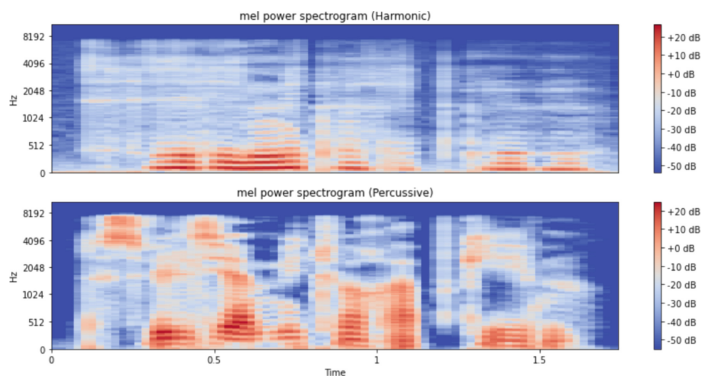 mel power spectrogram (Harmonic)
8192
4096
2048
1024
512
0
Hz
+20 dB
+10 dB
+0 dB
-10 dB
-20 dB
-30 dB
-40 dB
-50 dB
mel power spectrogram (Percussive)
8192
4096
2048
1024
512
0
Hz
0
0.5
1
1.5
Time
+20 dB
+10 dB
+0 dB
-10 dB
-20 dB
-30 dB
-40 dB
-50 dB